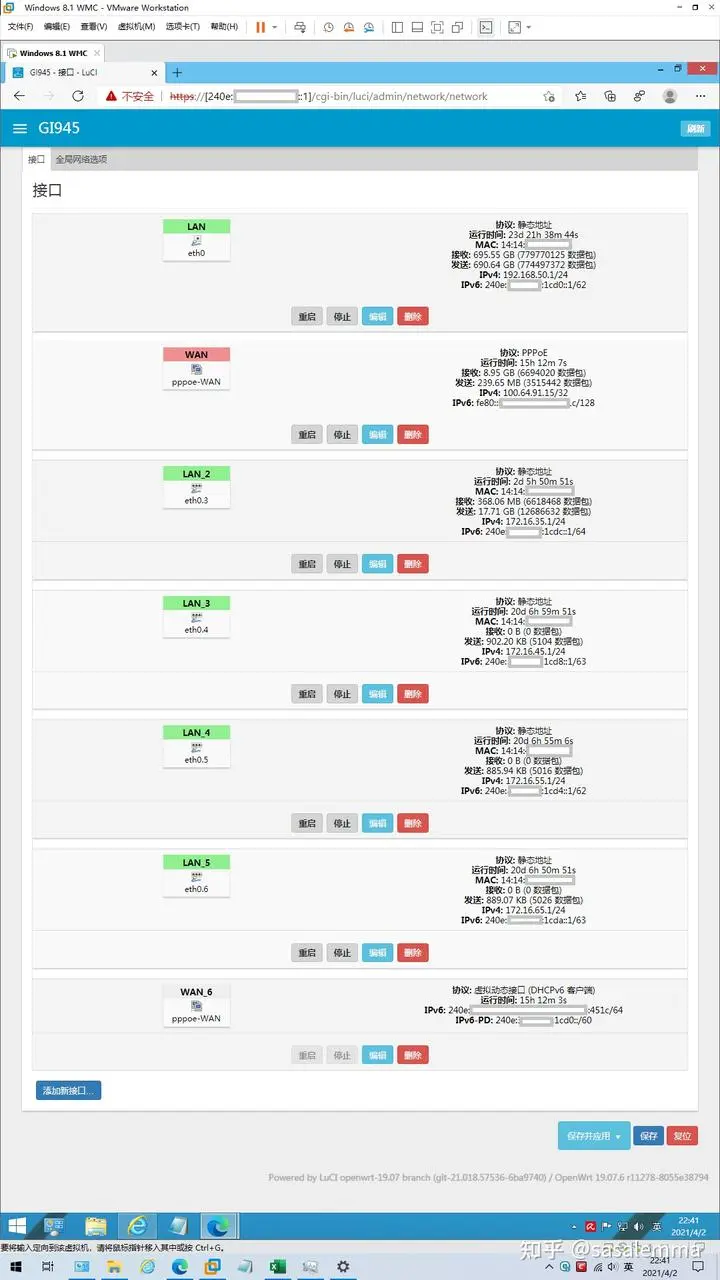 Windows 8.1 WMC - VMware Workstation
文件(F) 编辑(E) 查看(V) 虚拟机(M) 选项卡(T) 帮助(H)
Windows 8.1 WMC
GI945 - 接口 - LuCI
不安全 https://[240e: ::1]/cgi-bin/luci/admin/network/network
GI945 刷新
接口 全局网络选项
接口
LAN
eth0
协议: 静态地址
运行时间: 23d 21h 38m 44s
MAC: 14:14:
接收: 695.55 GB (779770125 数据包)
发送: 690.64 GB (774497372 数据包)
IPv4: 192.168.50.1/24
IPv6: 240e: :1cd0::1/62
重启 停止 编辑 删除
WAN
pppoe-WAN
协议: PPPoE
运行时间: 15h 12m 7s
接收: 8.95 GB (6694020 数据包)
发送: 239.65 MB (3515442 数据包)
IPv4: 100.64.91.15/32
IPv6: fe80:: .c/128
重启 停止 编辑 删除
LAN_2
eth0.3
协议: 静态地址
运行时间: 2d 5h 50m 51s
MAC: 14:14:
接收: 368.06 MB (6618468 数据包)
发送: 17.71 GB (12686632 数据包)
IPv4: 172.16.35.1/24
IPv6: 240e: :1cdc::1/64
重启 停止 编辑 删除
LAN_3
eth0.4
协议: 静态地址
运行时间: 20d 6h 59m 51s
MAC: 14:14:
接收: 0 B (0 数据包)
发送: 902.20 KB (5104 数据包)
IPv4: 172.16.45.1/24
IPv6: 240e: 1cd8::1/63
重启 停止 编辑 删除
LAN_4
eth0.5
协议: 静态地址
运行时间: 20d 6h 55m 6s
MAC: 14:14:
接收: 0 B (0 数据包)
发送: 885.94 KB (5016 数据包)
IPv4: 172.16.55.1/24
IPv6: 240e: :1cd4::1/62
重启 停止 编辑 删除
LAN_5
eth0.6
协议: 静态地址
运行时间: 20d 6h 50m 51s
MAC: 14:14:
接收: 0 B (0 数据包)
发送: 889.07 KB (5026 数据包)
IPv4: 172.16.65.1/24
IPv6: 240e: :1cda::1/63
重启 停止 编辑 删除
WAN_6
pppoe-WAN
协议: 虚拟动态接口 (DHCPv6 客户端)
运行时间: 15h 12m 3s
IPv6: 240e: :451c/64
IPv6-PD: 240e: 1cd0::/60
重启 停止 编辑 删除
添加新接口...
保存并应用 保存 复位
Powered by LuCI openwrt-19.07 branch (git-21.018.57536-6ba9740) / OpenWrt 19.07.6 r11278-8055e38794
英 22:41
2021/4/2
要将输入定向到该虚拟机，请将鼠标指针移入其中或按 Ctrl+G。
知乎 @sasalemma
英 22:41
2021/4/2